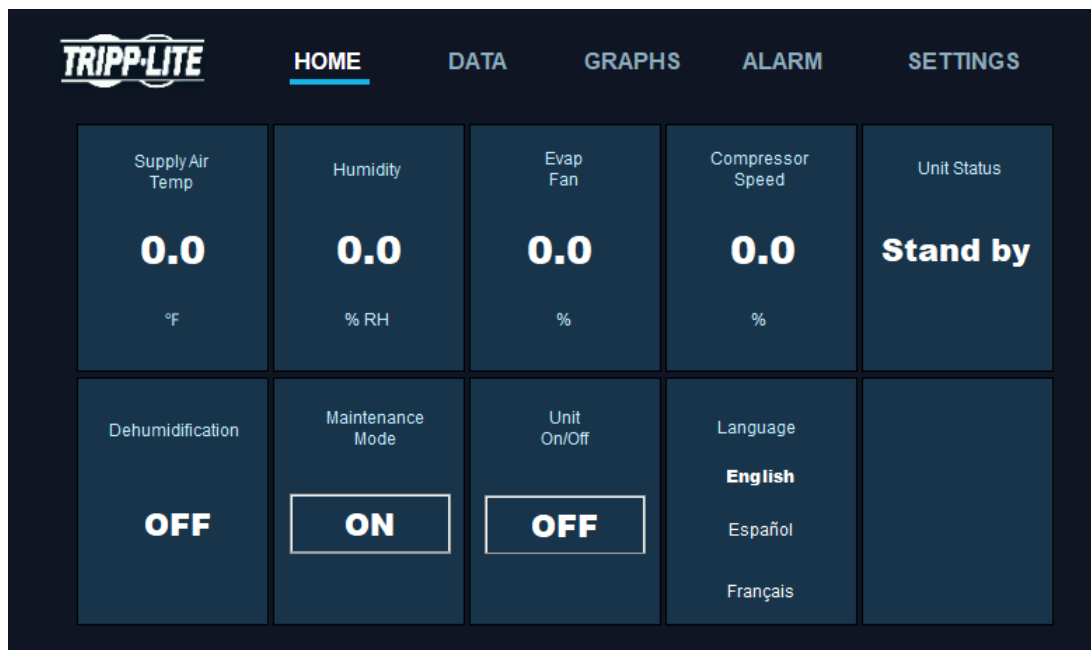 TRIPP·LITE
HOME
DATA
GRAPHS
ALARM
SETTINGS
Supply Air
Temp
0.0
°F
Humidity
0.0
% RH
Evap
Fan
0.0
%
Compressor
Speed
0.0
%
Unit Status
Stand by
Dehumidification
OFF
Maintenance
Mode
ON
Unit
On/Off
OFF
Language
English
Español
Français